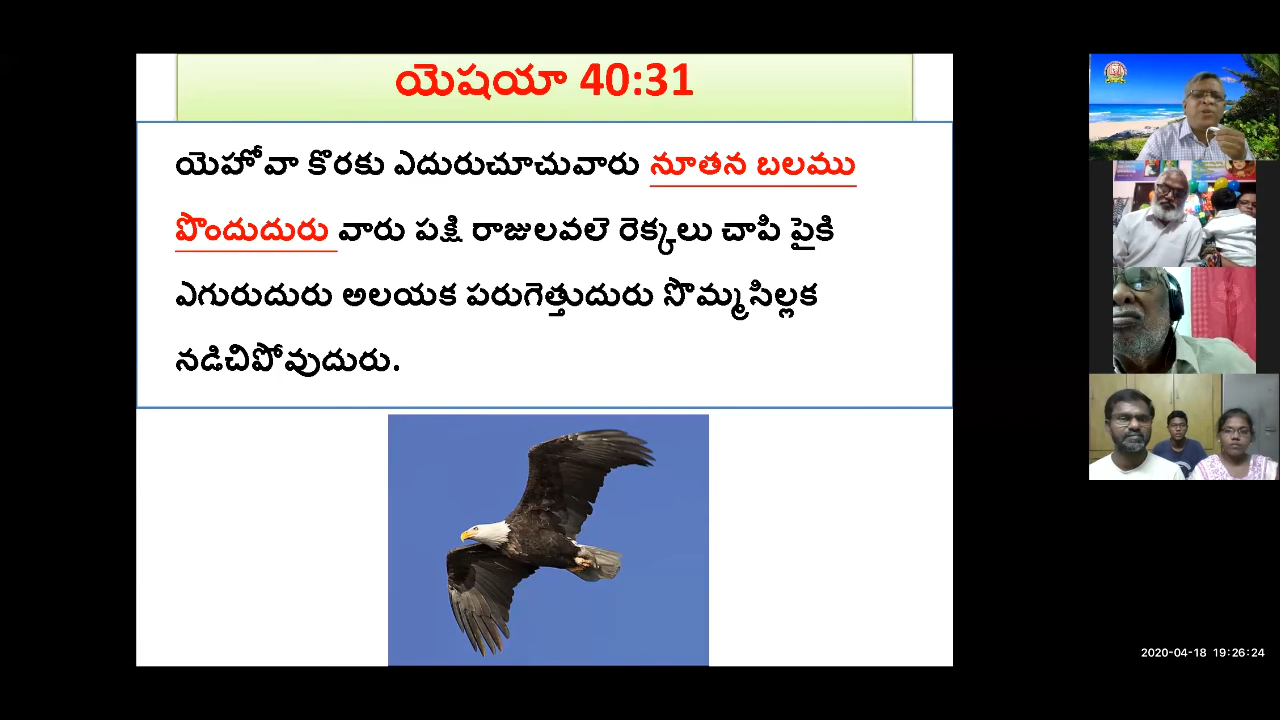 యెషయా 40:31
యెహోవా కొరకు ఎదురుచూచువారు నూతన బలము
పొందుదురు వారు పక్షి రాజులవలె రెక్కలు చాపి పైకి
ఎగురుదురు అలయక పరుగెత్తుదురు సొమ్మసిల్లక
నడిచిపోవుదురు.
2020-04-18 19:26:24